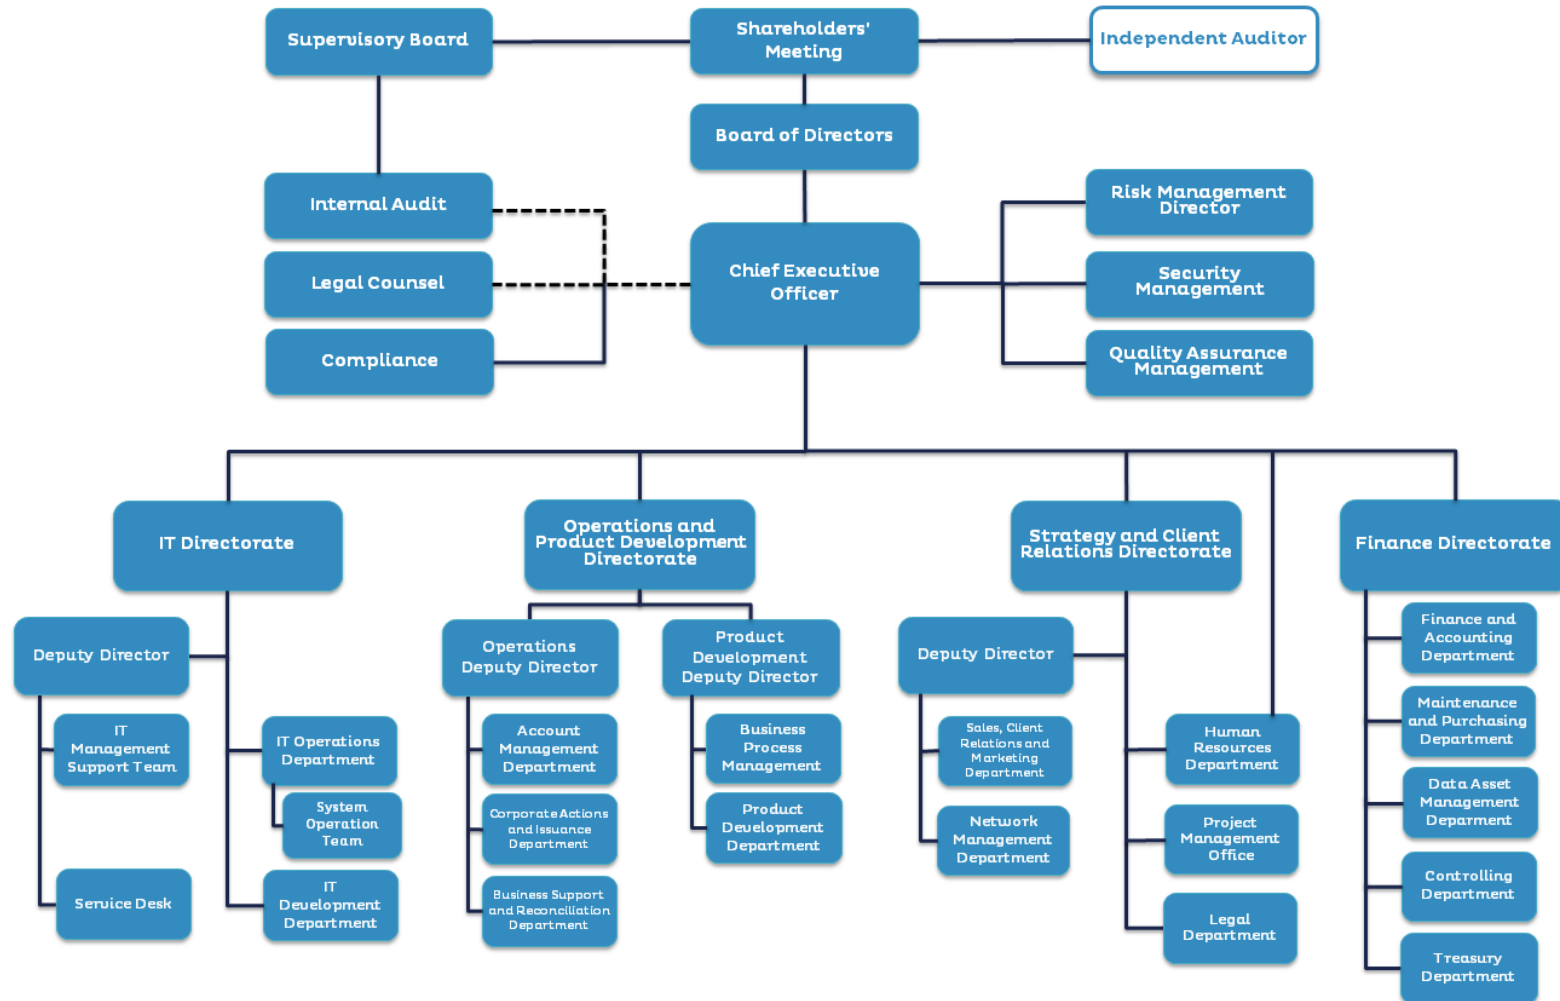 Supervisory Board
Shareholders'
Meeting
Independent Auditor
Board of Directors
Internal Audit
Legal Counsel
Compliance
Chief Executive
Officer
Risk Management
Director
Security
Management
Quality Assurance
Management
IT Directorate
Operations and
Product Development
Directorate
Strategy and Client
Relations Directorate
Finance Directorate
Deputy Director
IT
Management
Support Team
Service Desk
IT Operations
Department
System
Operation
Team
IT
Development
Department
Operations
Deputy Director
Account
Management
Department
Corporate Actions
and Issuance
Department
Business Support
and Reconciliation
Department
Product
Development
Deputy Director
Business
Process
Management
Product
Development
Department
Deputy Director
Sales, Client
Relations and
Marketing
Department
Network
Management
Department
Human
Resources
Department
Project
Management
Office
Legal
Department
Finance and
Accounting
Department
Maintenance
and Purchasing
Department
Data Asset
Management
Deparment
Controlling
Department
Treasury
Department